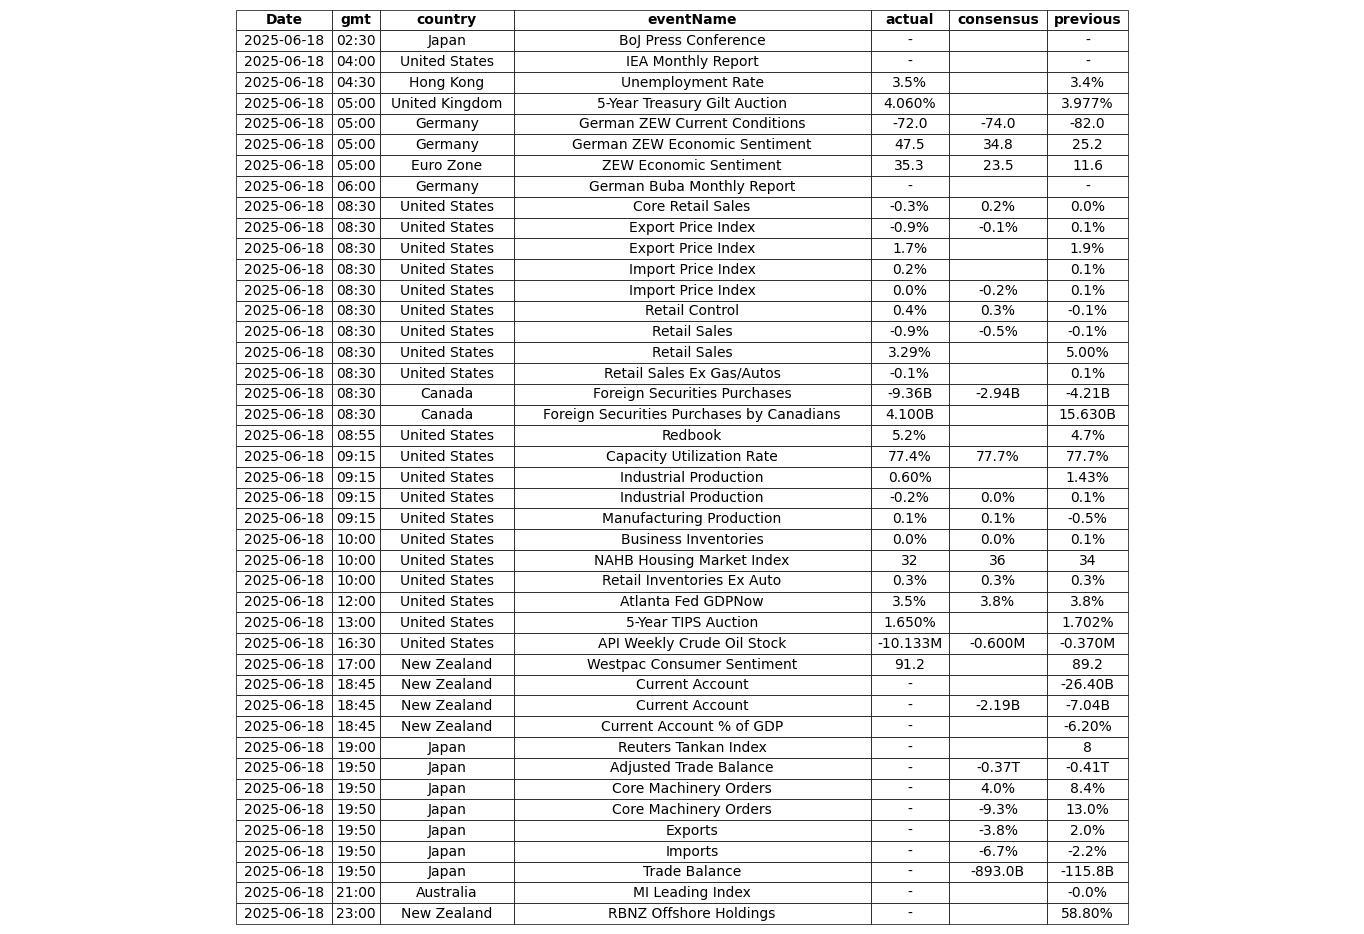 Date gmt country eventName actual consensus previous
2025-06-18 02:30 Japan BoJ Press Conference - -
2025-06-18 04:00 United States IEA Monthly Report - -
2025-06-18 04:30 Hong Kong Unemployment Rate 3.5% 3.4%
2025-06-18 05:00 United Kingdom 5-Year Treasury Gilt Auction 4.060% 3.977%
2025-06-18 05:00 Germany German ZEW Current Conditions -72.0 -74.0 -82.0
2025-06-18 05:00 Germany German ZEW Economic Sentiment 47.5 34.8 25.2
2025-06-18 05:00 Euro Zone ZEW Economic Sentiment 35.3 23.5 11.6
2025-06-18 06:00 Germany German Buba Monthly Report - -
2025-06-18 08:30 United States Core Retail Sales -0.3% 0.2% 0.0%
2025-06-18 08:30 United States Export Price Index -0.9% -0.1% 0.1%
2025-06-18 08:30 United States Export Price Index 1.7% 1.9%
2025-06-18 08:30 United States Import Price Index 0.2% 0.1%
2025-06-18 08:30 United States Import Price Index 0.0% -0.2% 0.1%
2025-06-18 08:30 United States Retail Control 0.4% 0.3% -0.1%
2025-06-18 08:30 United States Retail Sales -0.9% -0.5% -0.1%
2025-06-18 08:30 United States Retail Sales 3.29% 5.00%
2025-06-18 08:30 United States Retail Sales Ex Gas/Autos -0.1% 0.1%
2025-06-18 08:30 Canada Foreign Securities Purchases -9.36B -2.94B -4.21B
2025-06-18 08:30 Canada Foreign Securities Purchases by Canadians 4.100B 15.630B
2025-06-18 08:55 United States Redbook 5.2% 4.7%
2025-06-18 09:15 United States Capacity Utilization Rate 77.4% 77.7% 77.7%
2025-06-18 09:15 United States Industrial Production 0.60% 1.43%
2025-06-18 09:15 United States Industrial Production -0.2% 0.0% 0.1%
2025-06-18 09:15 United States Manufacturing Production 0.1% 0.1% -0.5%
2025-06-18 10:00 United States Business Inventories 0.0% 0.0% 0.1%
2025-06-18 10:00 United States NAHB Housing Market Index 32 36 34
2025-06-18 10:00 United States Retail Inventories Ex Auto 0.3% 0.3% 0.3%
2025-06-18 12:00 United States Atlanta Fed GDPNow 3.5% 3.8% 3.8%
2025-06-18 13:00 United States 5-Year TIPS Auction 1.650% 1.702%
2025-06-18 16:30 United States API Weekly Crude Oil Stock -10.133M -0.600M -0.370M
2025-06-18 17:00 New Zealand Westpac Consumer Sentiment 91.2 89.2
2025-06-18 18:45 New Zealand Current Account - -26.40B
2025-06-18 18:45 New Zealand Current Account - -2.19B -7.04B
2025-06-18 18:45 New Zealand Current Account % of GDP - -6.20%
2025-06-18 19:00 Japan Reuters Tankan Index - 8
2025-06-18 19:50 Japan Adjusted Trade Balance - -0.37T -0.41T
2025-06-18 19:50 Japan Core Machinery Orders - 4.0% 8.4%
2025-06-18 19:50 Japan Core Machinery Orders - -9.3% 13.0%
2025-06-18 19:50 Japan Exports - -3.8% 2.0%
2025-06-18 19:50 Japan Imports - -6.7% -2.2%
2025-06-18 19:50 Japan Trade Balance - -893.0B -115.8B
2025-06-18 21:00 Australia MI Leading Index - -0.0%
2025-06-18 23:00 New Zealand RBNZ Offshore Holdings - 58.80%